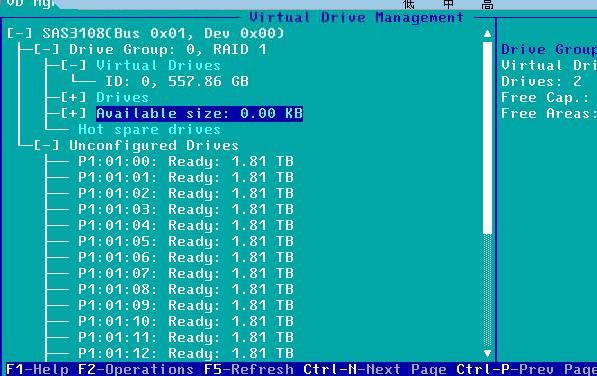 VD Mgm
低 中 高
Virtual Drive Management
[-] SAS3108(Bus 0x01, Dev 0x00)
[-] Drive Group: 0, RAID 1
[-] Virtual Drives
ID: 0, 557.86 GB
[+] Drives
[+] Available size: 0.00 KB
Hot spare drives
[-] Unconfigured Drives
P1:01:00: Ready: 1.81 TB
P1:01:01: Ready: 1.81 TB
P1:01:02: Ready: 1.81 TB
P1:01:03: Ready: 1.81 TB
P1:01:04: Ready: 1.81 TB
P1:01:05: Ready: 1.81 TB
P1:01:06: Ready: 1.81 TB
P1:01:07: Ready: 1.81 TB
P1:01:08: Ready: 1.81 TB
P1:01:09: Ready: 1.81 TB
P1:01:10: Ready: 1.81 TB
P1:01:11: Ready: 1.81 TB
P1:01:12: Ready: 1.81 TB
Drive Group
Virtual Dri
Drives: 2
Free Cap.:
Free Areas:
F1-Help F2-Operations F5-Refresh Ctrl-N-Next Page Ctrl-P-Prev Page